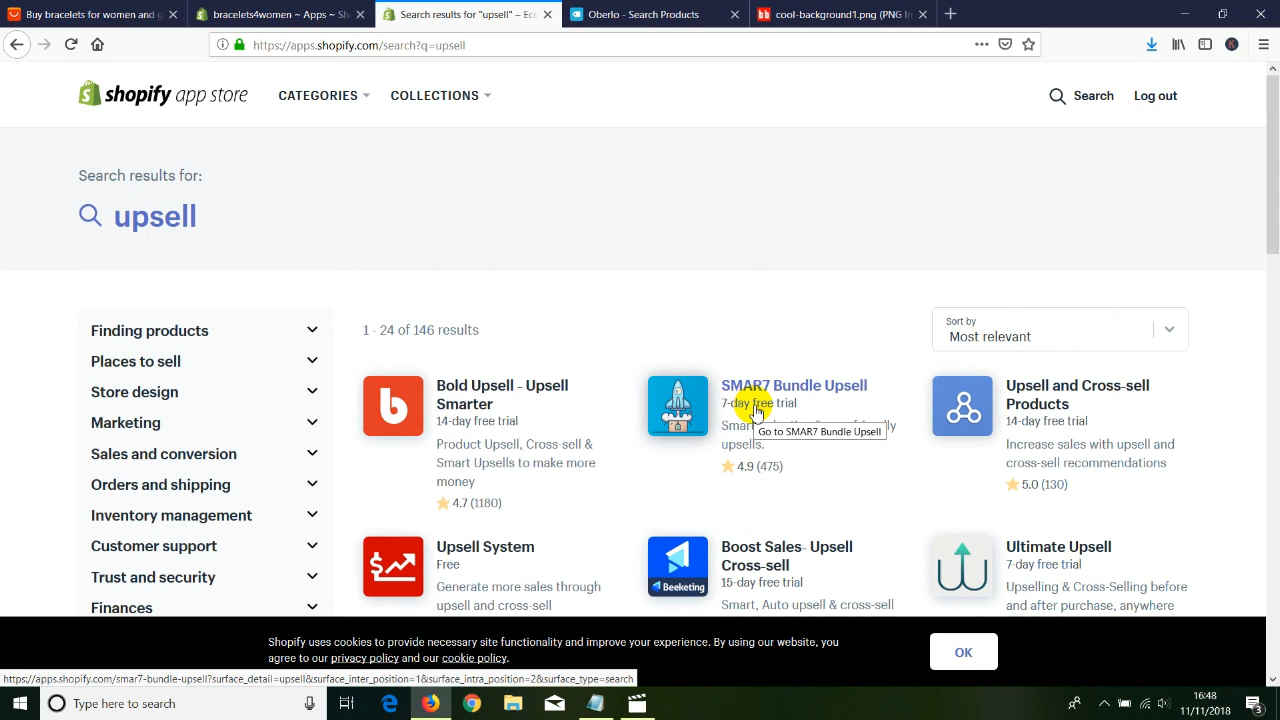 Buy bracelets for women and g
bracelets4women ~ Apps ~ Sh
Search results for "upsell" – Eco
Oberlo - Search Products
cool-background1.png (PNG Im
https://apps.shopify.com/search?q=upsell
shopify app store
CATEGORIES
COLLECTIONS
Search
Log out
Search results for:
upsell
Finding products
Places to sell
Store design
Marketing
Sales and conversion
Orders and shipping
Inventory management
Customer support
Trust and security
Finances
1 - 24 of 146 results
Sort by
Most relevant
Bold Upsell - Upsell
Smarter
14-day free trial
Product Upsell, Cross-sell &
Smart Upsells to make more
money
4.7 (1180)
SMAR7 Bundle Upsell
7-day free trial
upsells.
Go to SMAR7 Bundle Upsell
4.9 (475)
Upsell and Cross-sell
Products
14-day free trial
Increase sales with upsell and
cross-sell recommendations
5.0 (130)
Upsell System
Free
Generate more sales through
upsell and cross-sell
Beeketing
Boost Sales- Upsell
Cross-sell
15-day free trial
Smart, Auto upsell & cross-sell
Ultimate Upsell
7-day free trial
Upselling & Cross-Selling before
and after purchase, anywhere
Shopify uses cookies to provide necessary site functionality and improve your experience. By using our website, you
agree to our privacy policy and our cookie policy.
OK
https://apps.shopify.com/smar7-bundle-upsell?surface_detail=upsell&surface_inter_position=1&surface_intra_position=2&surface_type=search
Type here to search
16:48
11/11/2018
3